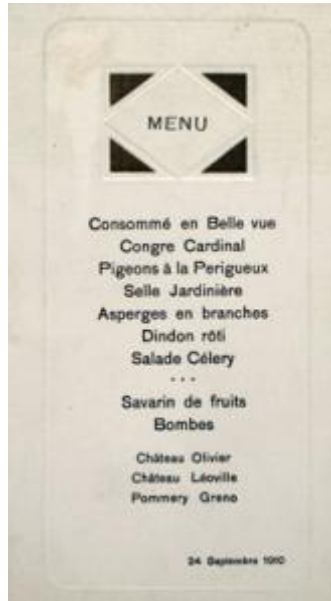 MENU
Consommé en Belle vue
Congre Cardinal
Pigeons à la Perigueux
Selle Jardinière
Asperges en branches
Dindon rôti
Salade Célery
Savarin de fruits
Bombes
Château Olivier
Château Léoville
Pommery Greno
24 Septembre 1910